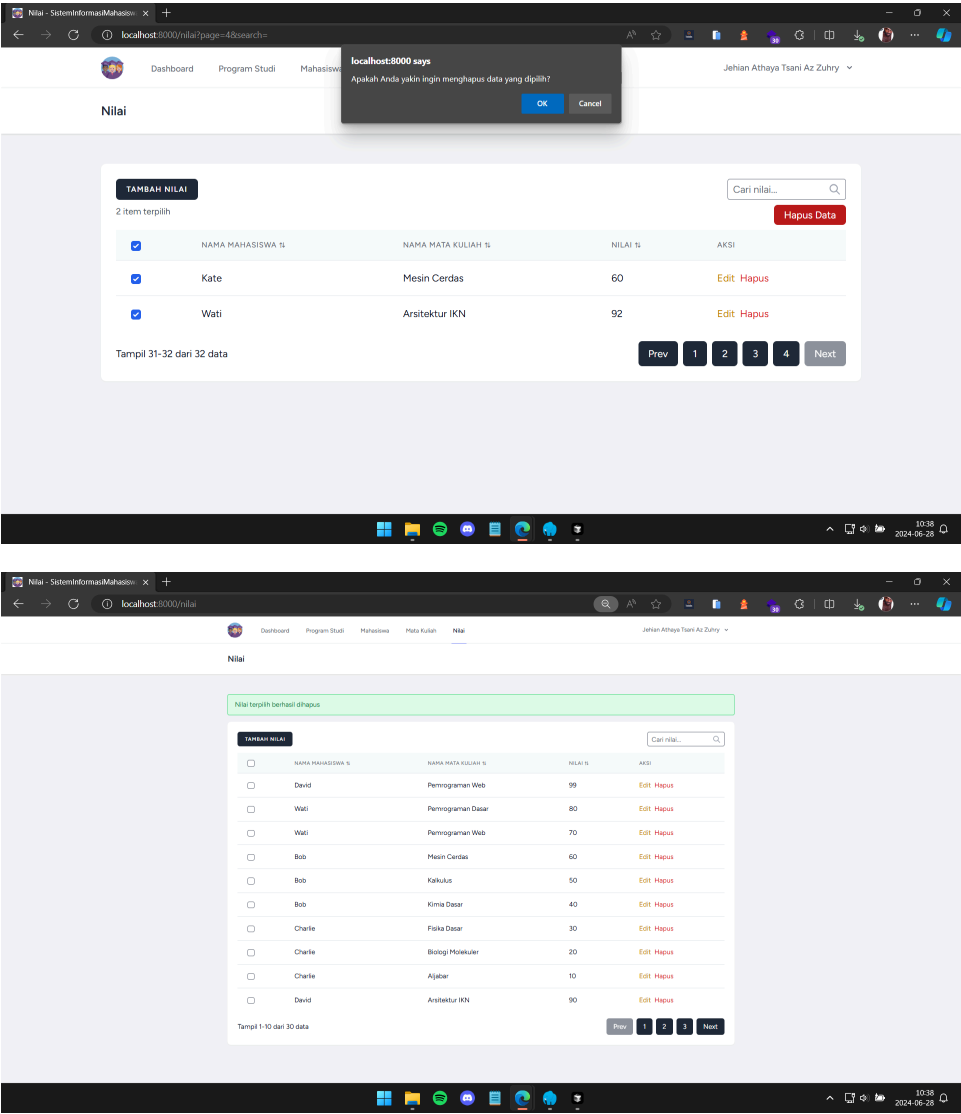 Nilai - SistemInformasiMahasisw
localhost:8000/nilai?page=4&search=
30
localhost:8000 says
Apakah Anda yakin ingin menghapus data yang dipilih?
OK Cancel
Dashboard Program Studi Mahasiswa Jehian Athaya Tsani Az Zuhry
Nilai
TAMBAH NILAI Cari nilai...
2 item terpilih Hapus Data
NAMA MAHASISWA NAMA MATA KULIAH NILAI AKSI
Kate Mesin Cerdas 60 Edit Hapus
Wati Arsitektur IKN 92 Edit Hapus
Tampil 31-32 dari 32 data Prev 1 2 3 4 Next
10:38
2024-06-28
Nilai - SistemInformasiMahasisw
localhost:8000/nilai
30
Dashboard Program Studi Mahasiswa Mata Kuliah Nilai Jehian Athaya Tsani Az Zuhry
Nilai
Nilai terpilih berhasil dihapus
TAMBAH NILAI Cari nilai...
NAMA MAHASISWA NAMA MATA KULIAH NILAI AKSI
David Pemrograman Web 99 Edit Hapus
Wati Pemrograman Dasar 80 Edit Hapus
Wati Pemrograman Web 70 Edit Hapus
Bob Mesin Cerdas 60 Edit Hapus
Bob Kalkulus 50 Edit Hapus
Bob Kimia Dasar 40 Edit Hapus
Charlie Fisika Dasar 30 Edit Hapus
Charlie Biologi Molekuler 20 Edit Hapus
Charlie Aljabar 10 Edit Hapus
David Arsitektur IKN 90 Edit Hapus
Tampil 1-10 dari 30 data Prev 1 2 3 Next
10:38
2024-06-28